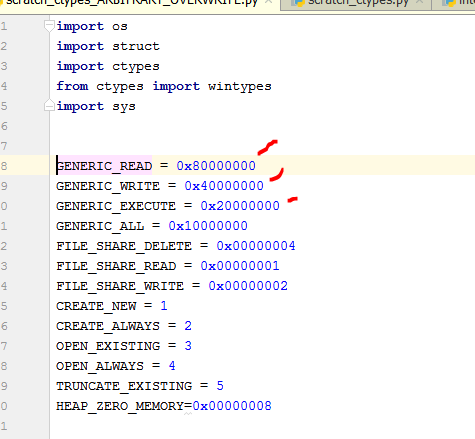 scratch_ctypes_ARBITRARY_OVERWRITE.py scratch_ctypes.py
1 import os
2 import struct
3 import ctypes
4 from ctypes import wintypes
5 import sys
6
7
8 GENERIC_READ = 0x80000000
9 GENERIC_WRITE = 0x40000000
0 GENERIC_EXECUTE = 0x20000000
1 GENERIC_ALL = 0x10000000
2 FILE_SHARE_DELETE = 0x00000004
3 FILE_SHARE_READ = 0x00000001
4 FILE_SHARE_WRITE = 0x00000002
5 CREATE_NEW = 1
6 CREATE_ALWAYS = 2
7 OPEN_EXISTING = 3
8 OPEN_ALWAYS = 4
9 TRUNCATE_EXISTING = 5
0 HEAP_ZERO_MEMORY=0x00000008
1